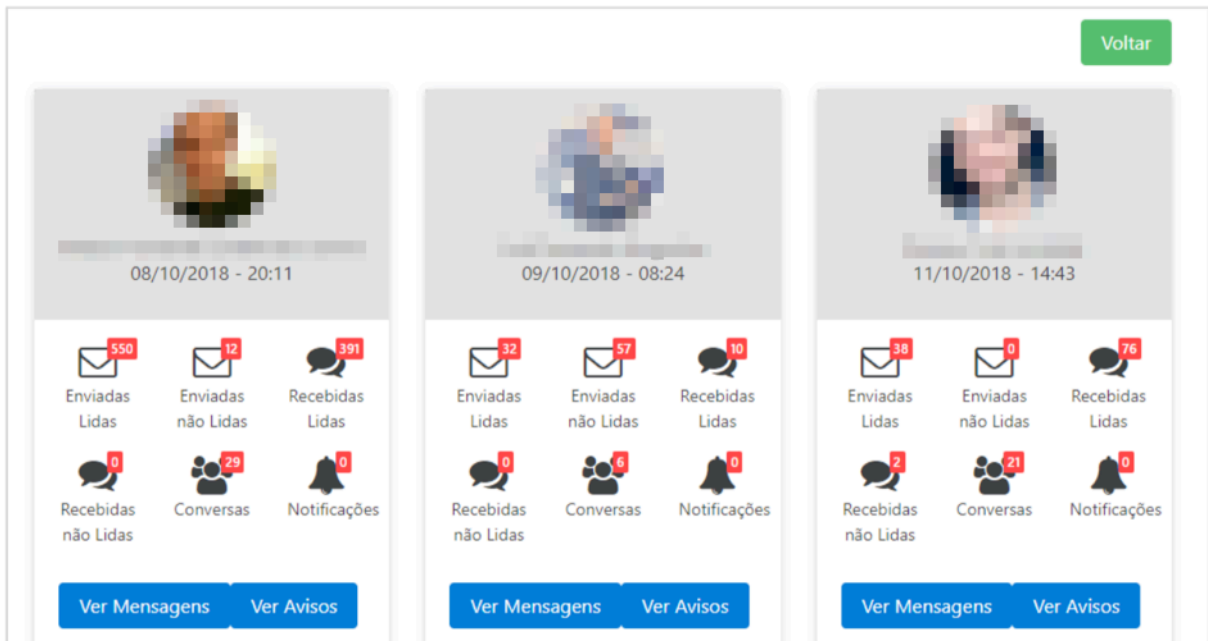 Voltar
08/10/2018 - 20:11
550
12
391
Enviadas
Lidas
Enviadas
não Lidas
Recebidas
Lidas
0
29
0
Recebidas
não Lidas
Conversas
Notificações
Ver Mensagens
Ver Avisos
09/10/2018 - 08:24
32
57
10
Enviadas
Lidas
Enviadas
não Lidas
Recebidas
Lidas
0
6
0
Recebidas
não Lidas
Conversas
Notificações
Ver Mensagens
Ver Avisos
11/10/2018 - 14:43
38
0
76
Enviadas
Lidas
Enviadas
não Lidas
Recebidas
Lidas
2
21
0
Recebidas
não Lidas
Conversas
Notificações
Ver Mensagens
Ver Avisos